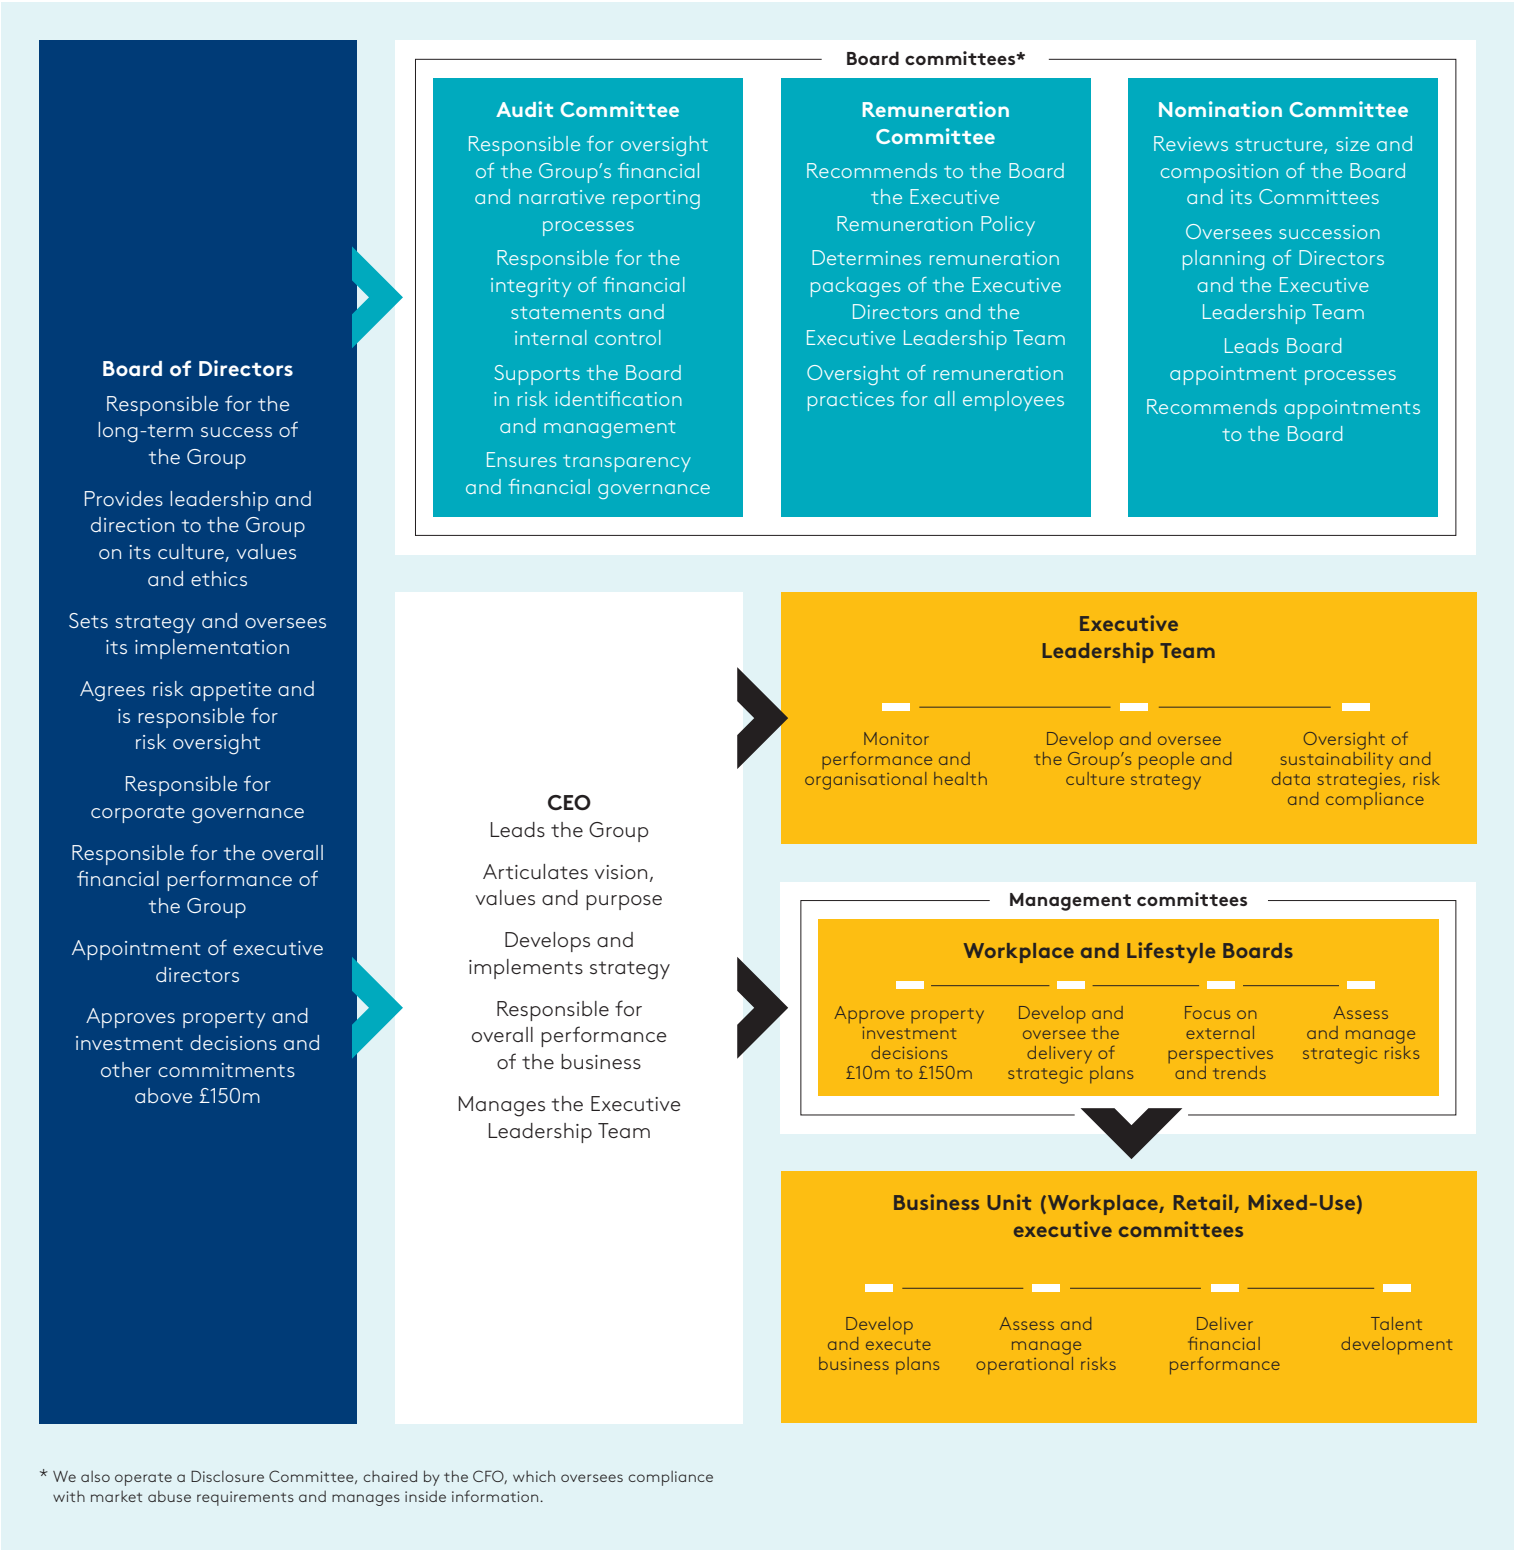 Board of Directors
Responsible for the
long-term success of
the Group
Provides leadership and
direction to the Group
on its culture, values
and ethics
Sets strategy and oversees
its implementation
Agrees risk appetite and
is responsible for
risk oversight
Responsible for
corporate governance
Responsible for the overall
financial performance of
the Group
Appointment of executive
directors
Approves property and
investment decisions and
other commitments
above £150m
Board committees*
Audit Committee
Responsible for oversight
of the Group’s financial
and narrative reporting
processes
Responsible for the
integrity of financial
statements and
internal control
Supports the Board
in risk identification
and management
Ensures transparency
and financial governance
Remuneration
Committee
Recommends to the Board
the Executive
Remuneration Policy
Determines remuneration
packages of the Executive
Directors and the
Executive Leadership Team
Oversight of remuneration
practices for all employees
Nomination Committee
Reviews structure, size and
composition of the Board
and its Committees
Oversees succession
planning of Directors
and the Executive
Leadership Team
Leads Board
appointment processes
Recommends appointments
to the Board
CEO
Leads the Group
Articulates vision,
values and purpose
Develops and
implements strategy
Responsible for
overall performance
of the business
Manages the Executive
Leadership Team
Executive
Leadership Team
Monitor
performance and
organisational health
Develop and oversee
the Group’s people and
culture strategy
Oversight of
sustainability and
data strategies, risk
and compliance
Management committees
Workplace and Lifestyle Boards
Approve property
investment
decisions
£10m to £150m
Develop and
oversee the
delivery of
strategic plans
Focus on
external
perspectives
and trends
Assess
and manage
strategic risks
Business Unit (Workplace, Retail, Mixed-Use)
executive committees
Develop
and execute
business plans
Assess and
manage
operational risks
Deliver
financial
performance
Talent
development
* We also operate a Disclosure Committee, chaired by the CFO, which oversees compliance
with market abuse requirements and manages inside information.